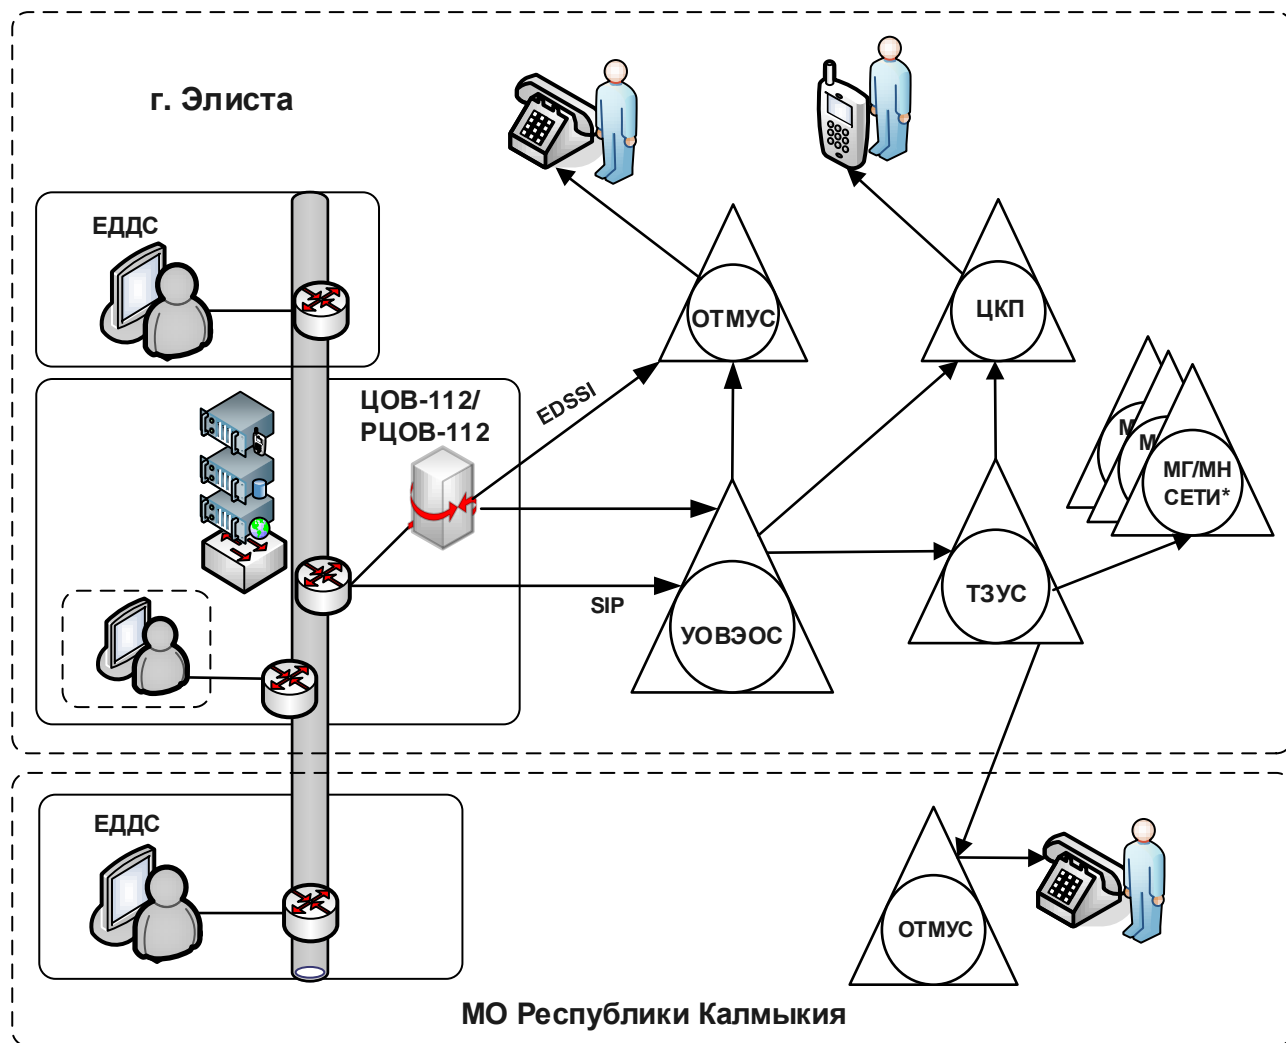 г. Элиста
ЕДДС
ОТМУС
ЦКП
ЦОВ-112/
РЦОВ-112
EDSSI
М
М
МГ/МН
СЕТИ*
SIP
УОВЭОС
ТЗУС
ЕДДС
ОТМУС
МО Республики Калмыкия